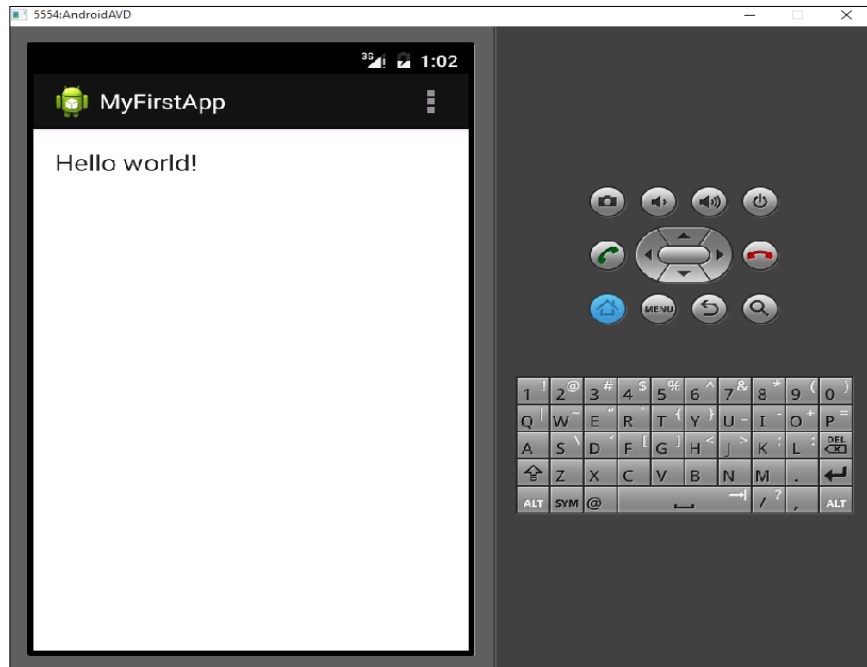 5554:AndroidAVD
3G 1:02
MyFirstApp
Hello world!
MENU
1 ! 2 @ 3 # 4 $ 5 % 6 ^ 7 & 8 * 9 ( 0 )
Q | W ~ E " R ` T { Y } U - I - O + P =
A S \ D ' F [ G ] H < J > K ; L : DEL
Z X C V B N M .
ALT SYM @ / ? , ALT